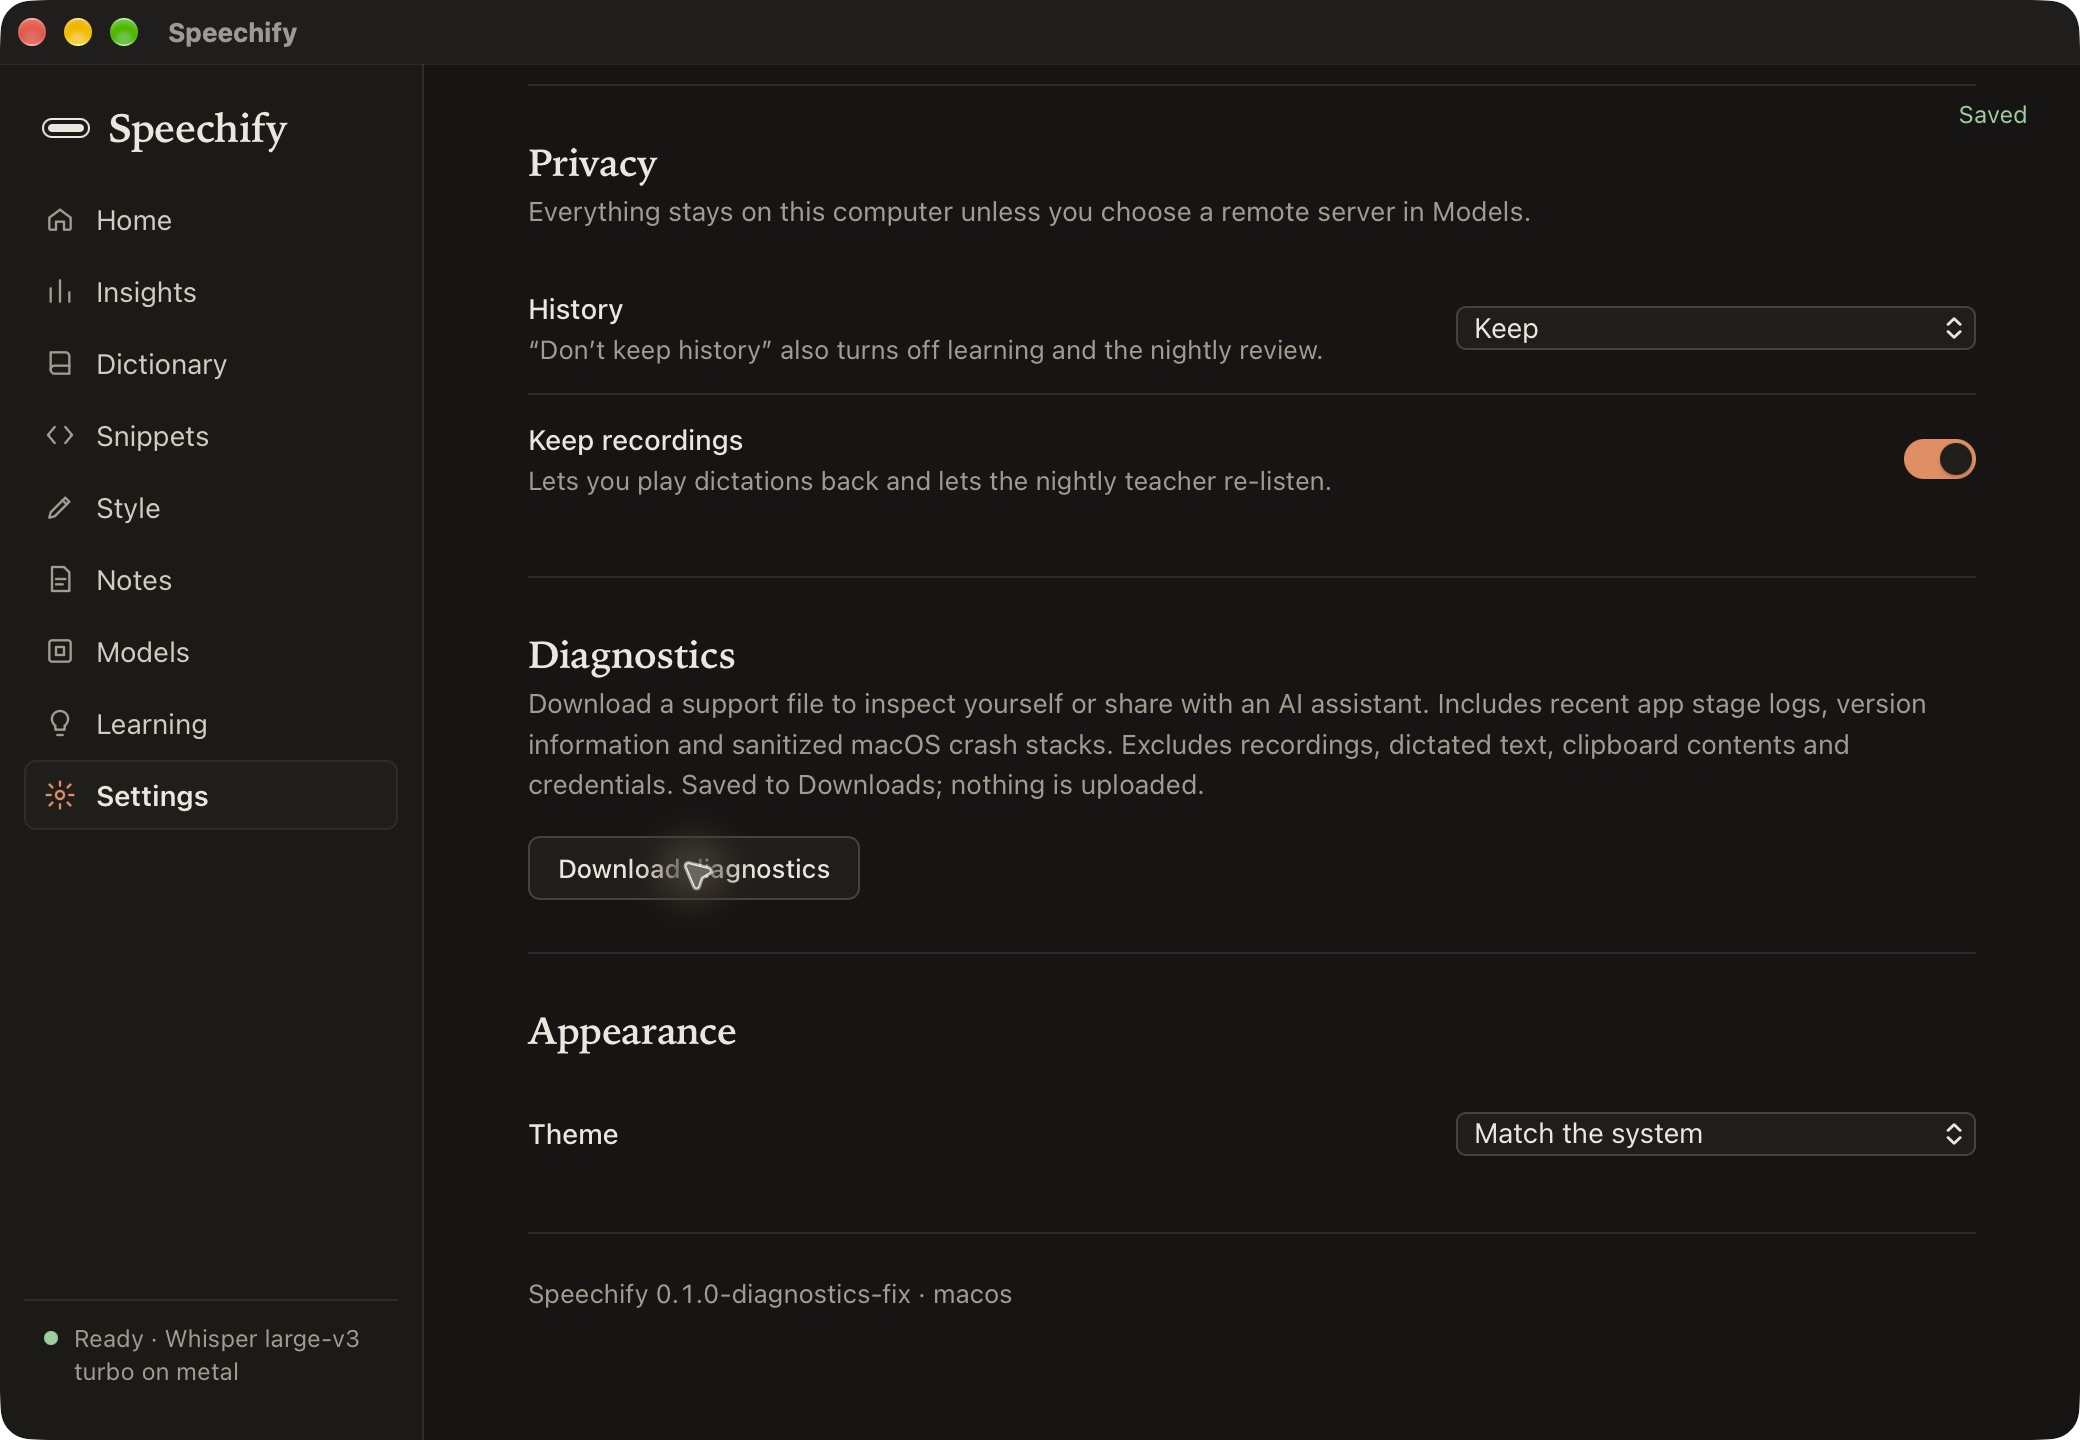 Speechify
Speechify
Home
Insights
Dictionary
Snippets
Style
Notes
Models
Learning
Settings
Ready · Whisper large-v3
turbo on metal
Saved
Privacy
Everything stays on this computer unless you choose a remote server in Models.
History
“Don’t keep history” also turns off learning and the nightly review.
Keep
Keep recordings
Lets you play dictations back and lets the nightly teacher re-listen.
Diagnostics
Download a support file to inspect yourself or share with an AI assistant. Includes recent app stage logs, version
information and sanitized macOS crash stacks. Excludes recordings, dictated text, clipboard contents and
credentials. Saved to Downloads; nothing is uploaded.
Download diagnostics
Appearance
Theme
Match the system
Speechify 0.1.0-diagnostics-fix · macos